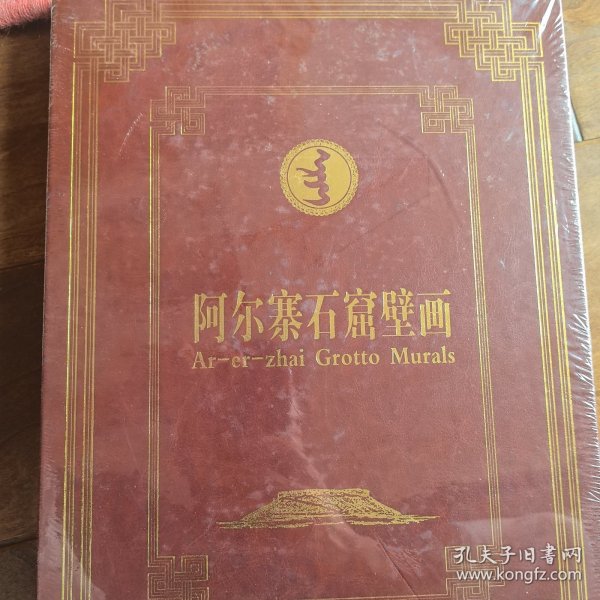 阿尔寨石窟壁画
Ar-er-zhai Grotto Murals
孔夫子旧书网
www.kongfz.com